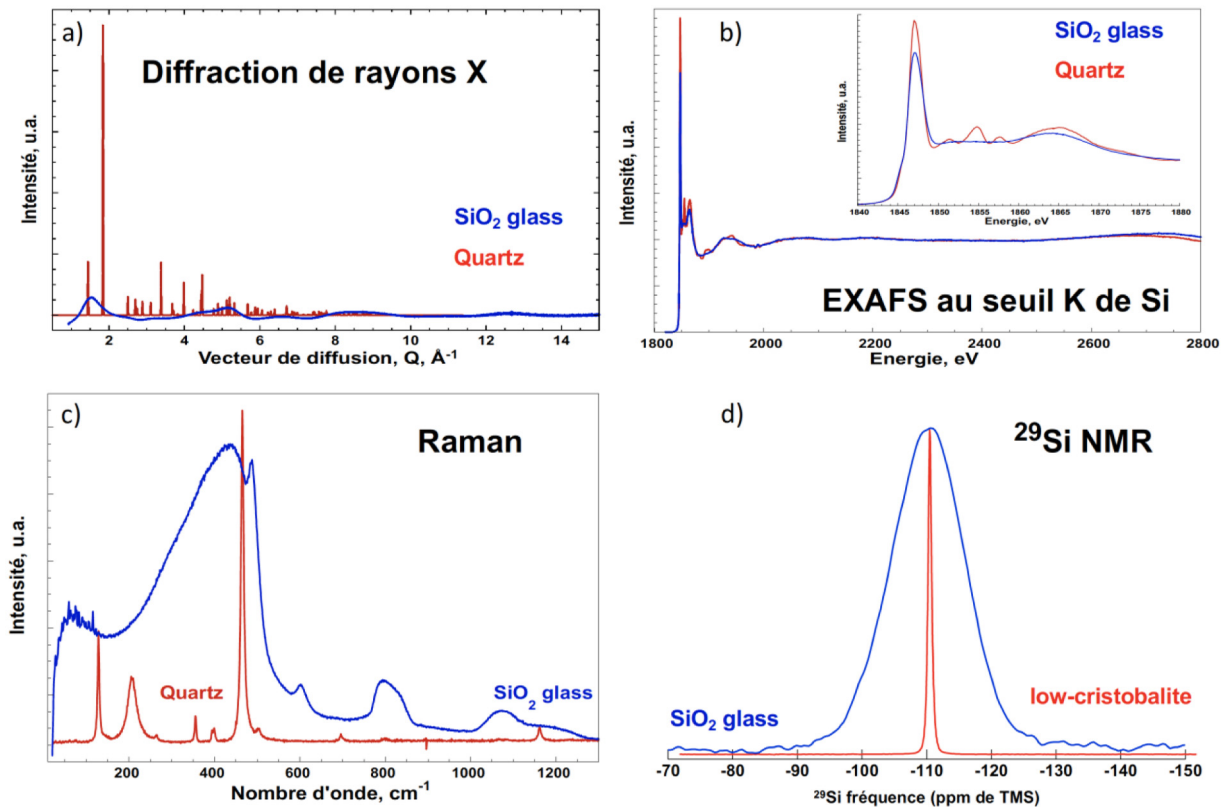 a)
Diffraction de rayons X
SiO₂ glass
Quartz
Intensité, u.a.
2 4 6 8 10 12 14
Vecteur de diffusion, Q, Å⁻¹
b)
SiO₂ glass
Quartz
Intensité, u.a.
1840 1845 1850 1855 1860 1865 1870 1875 1880
Energie, eV
EXAFS au seuil K de Si
Intensité, u.a.
1800 2000 2200 2400 2600 2800
Energie, eV
c)
Raman
Quartz
SiO₂ glass
Intensité, u.a.
200 400 600 800 1000 1200
Nombre d'onde, cm⁻¹
d)
²⁹Si NMR
low-cristobalite
SiO₂ glass
-70 -80 -90 -100 -110 -120 -130 -140 -150
²⁹Si fréquence (ppm de TMS)